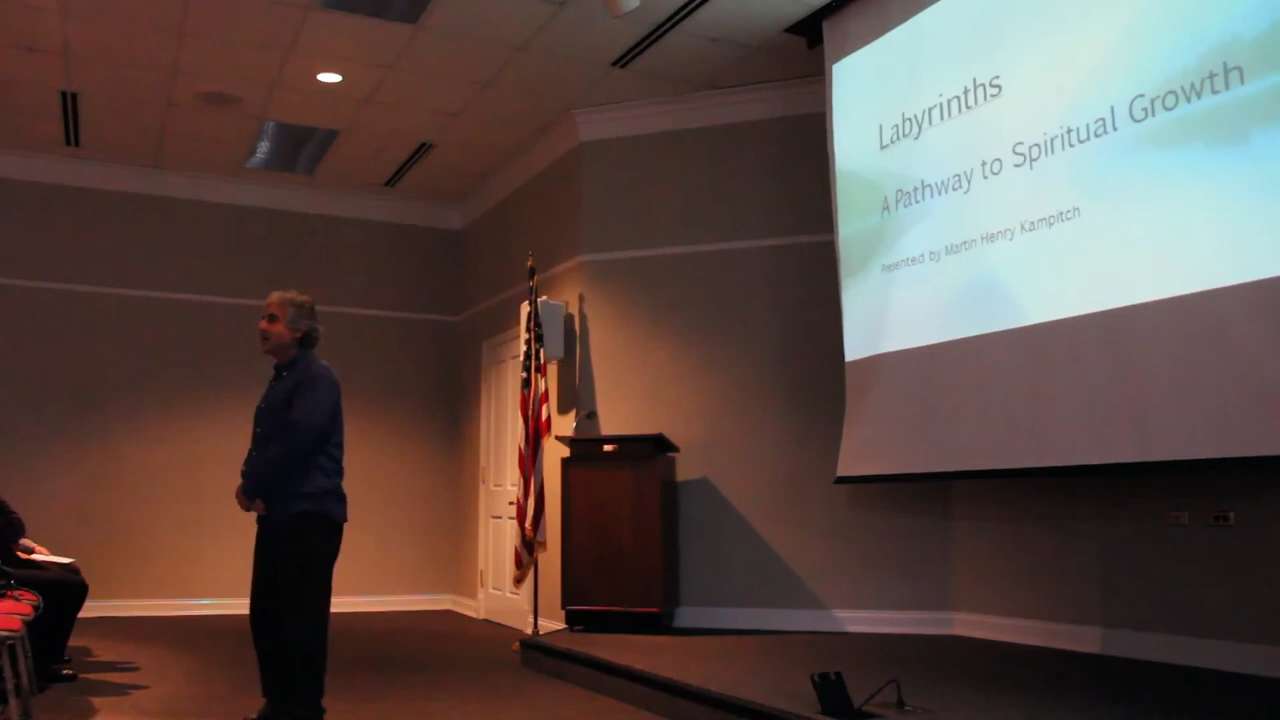 Labyrinths
A Pathway to Spiritual Growth
Presented by Martin Henry Kampitch